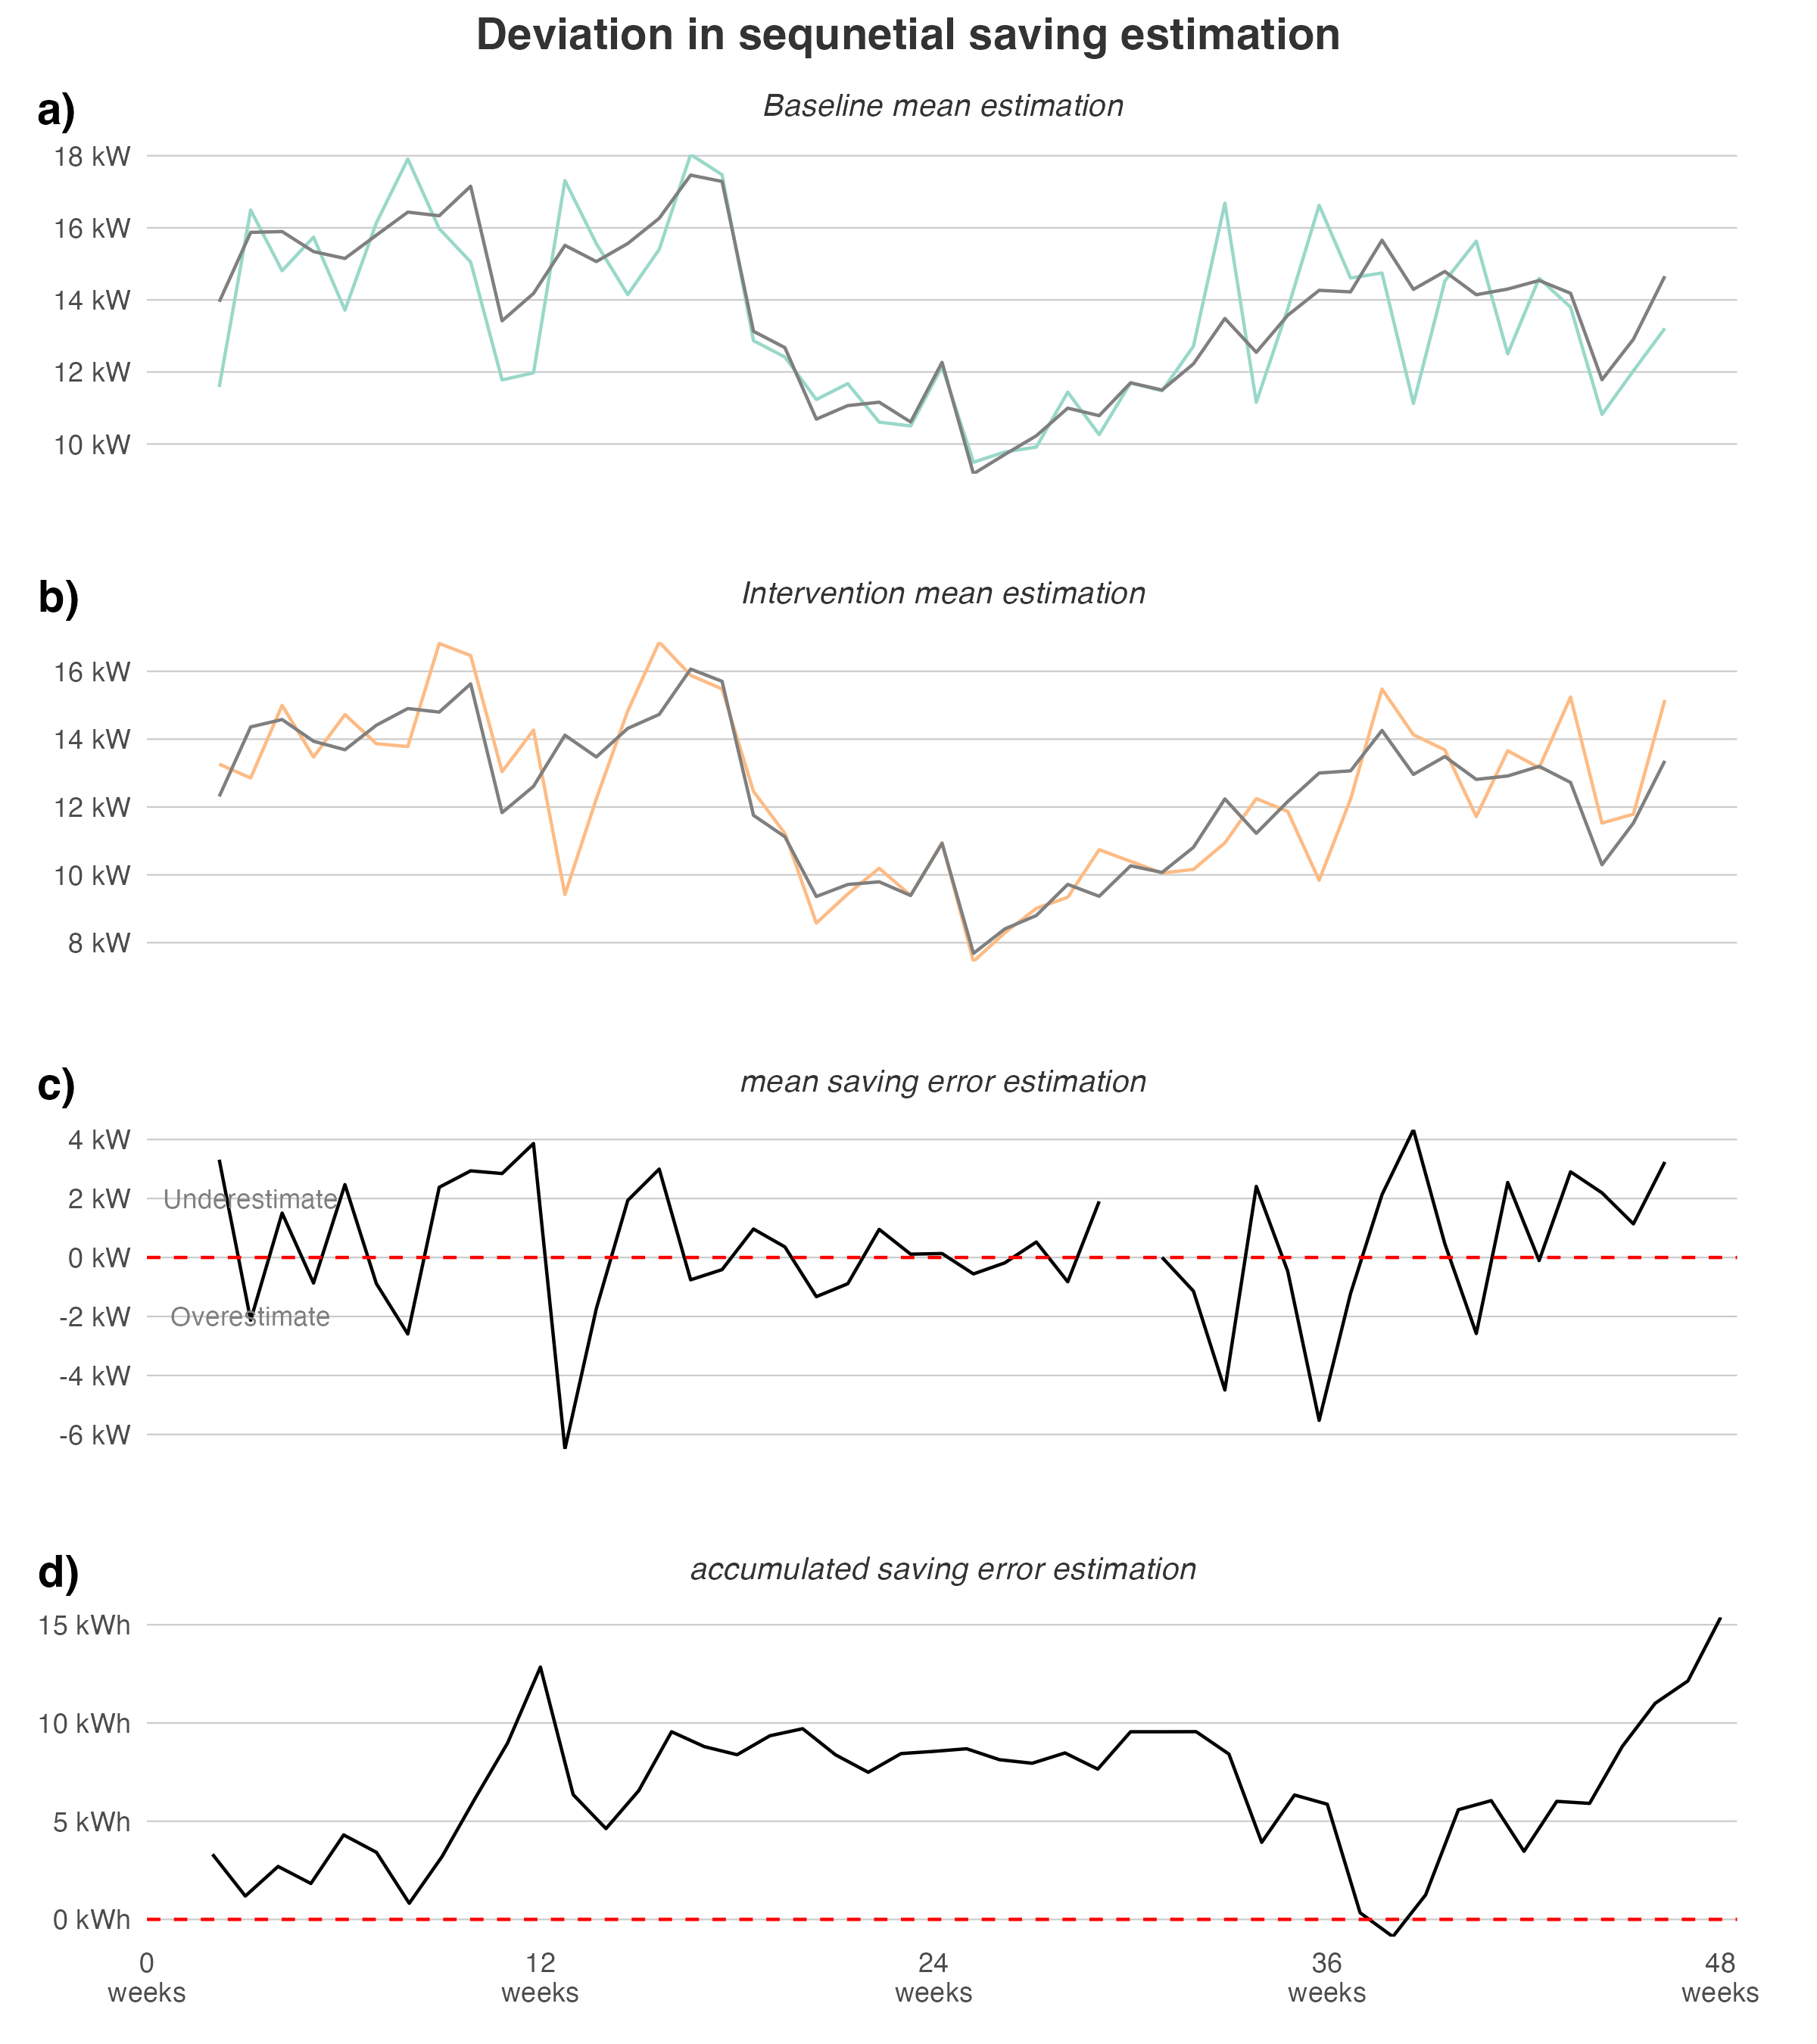 Deviation in sequnetial saving estimation
a)
Baseline mean estimation
18 kW
16 kW
14 kW
12 kW
10 kW
b)
Intervention mean estimation
16 kW
14 kW
12 kW
10 kW
8 kW
c)
mean saving error estimation
4 kW
2 kW
Underestimate
0 kW
-2 kW
Overestimate
-4 kW
-6 kW
d)
accumulated saving error estimation
15 kWh
10 kWh
5 kWh
0 kWh
0 12 24 36 48
weeks weeks weeks weeks weeks